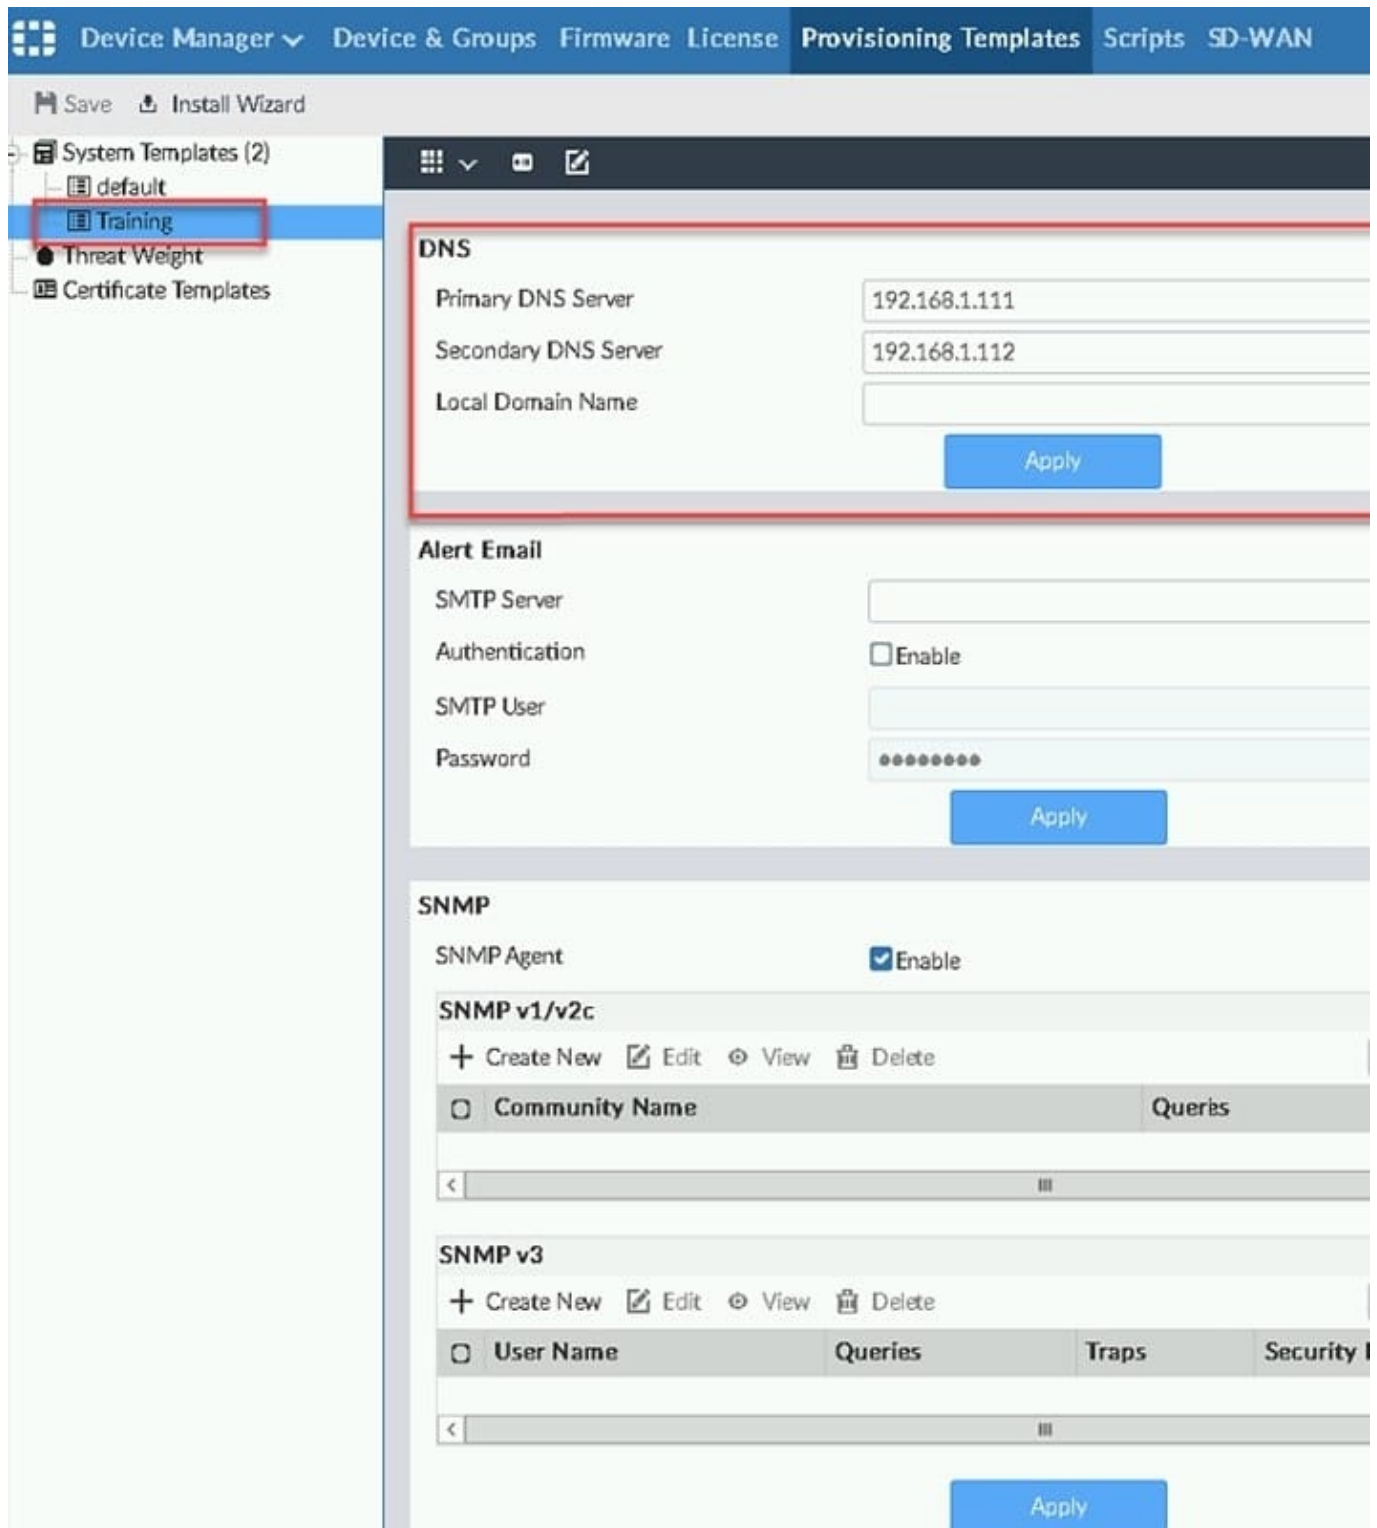 Device Manager Device & Groups Firmware License Provisioning Templates Scripts SD-WAN
Save Install Wizard
System Templates (2)
default
Training
Threat Weight
Certificate Templates
DNS
Primary DNS Server 192.168.1.111
Secondary DNS Server 192.168.1.112
Local Domain Name
Apply
Alert Email
SMTP Server
Authentication Enable
SMTP User
Password ●●●●●●●●
Apply
SNMP
SNMP Agent Enable
SNMP v1/v2c
Create New Edit View Delete
Community Name Queries
SNMP v3
Create New Edit View Delete
User Name Queries Traps Security
Apply